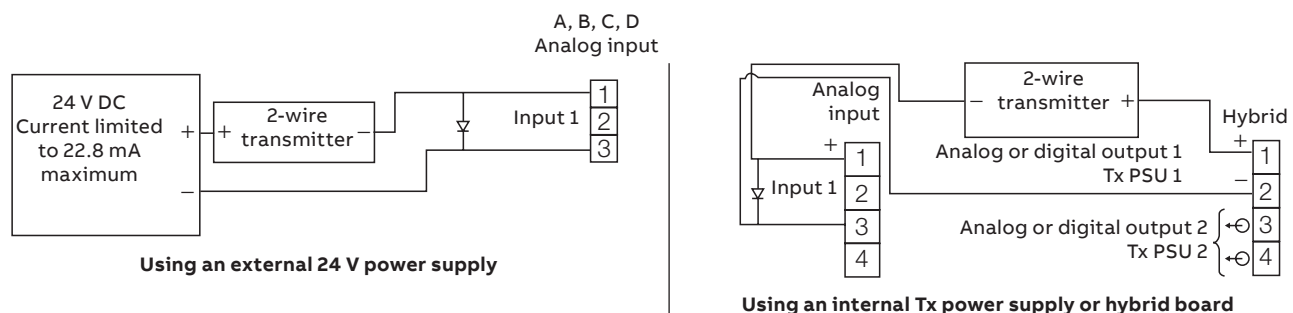 A, B, C, D
Analog input
24 V DC
Current limited
to 22.8 mA
maximum
+
−
+
2-wire
transmitter
−
Input 1
1
2
3
Using an external 24 V power supply
Analog
input
+
Input 1
1
2
3
4
−
2-wire
transmitter
+
Hybrid
Analog or digital output 1
Tx PSU 1
+
−
1
2
3
4
Analog or digital output 2
Tx PSU 2
Using an internal Tx power supply or hybrid board